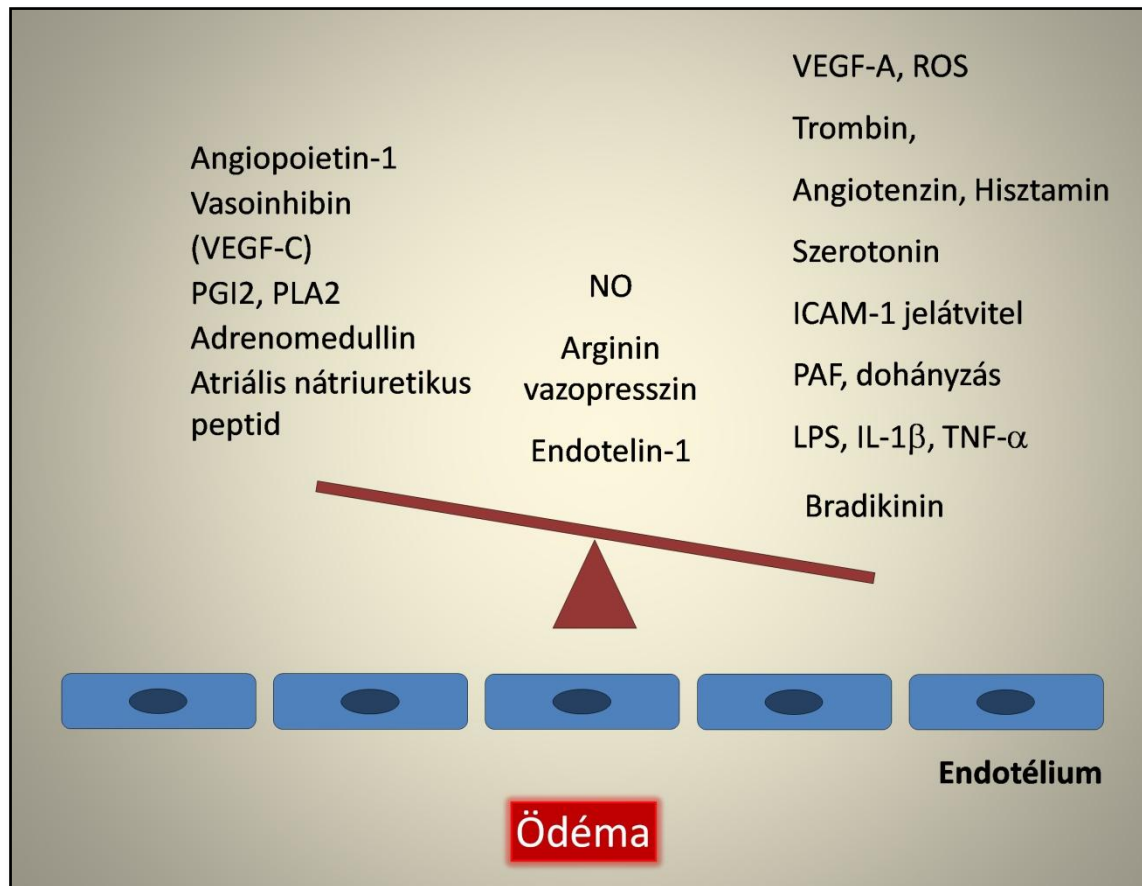 Angiopoietin-1
Vasoinhibin
(VEGF-C)
PGI2, PLA2
Adrenomedullin
Atriális nátriuretikus
peptid
NO
Arginin
vazopresszin
Endotelin-1
VEGF-A, ROS
Trombin,
Angiotenzin, Hisztamin
Szerotonin
ICAM-1 jelátvitel
PAF, dohányzás
LPS, IL-1β, TNF-α
Bradikinin
Endotélium
Ödéma